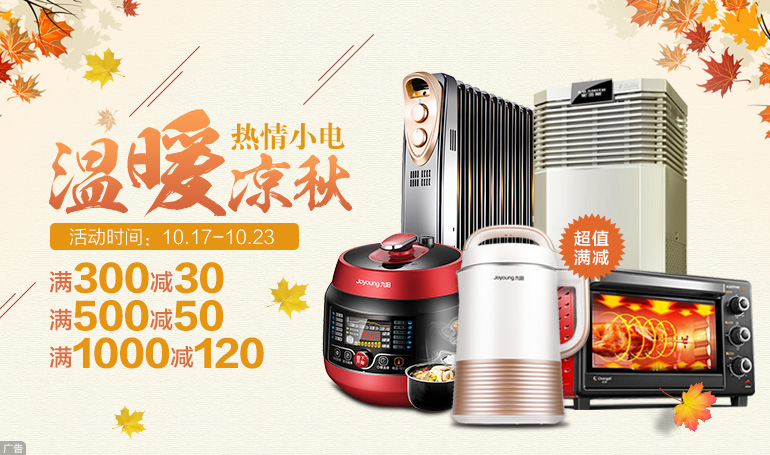 热情小电
温暖凉秋
活动时间：10.17-10.23
满300减30
满500减50
满1000减120
超值
满减
Joyoung九阳
Joyoung九阳
广告